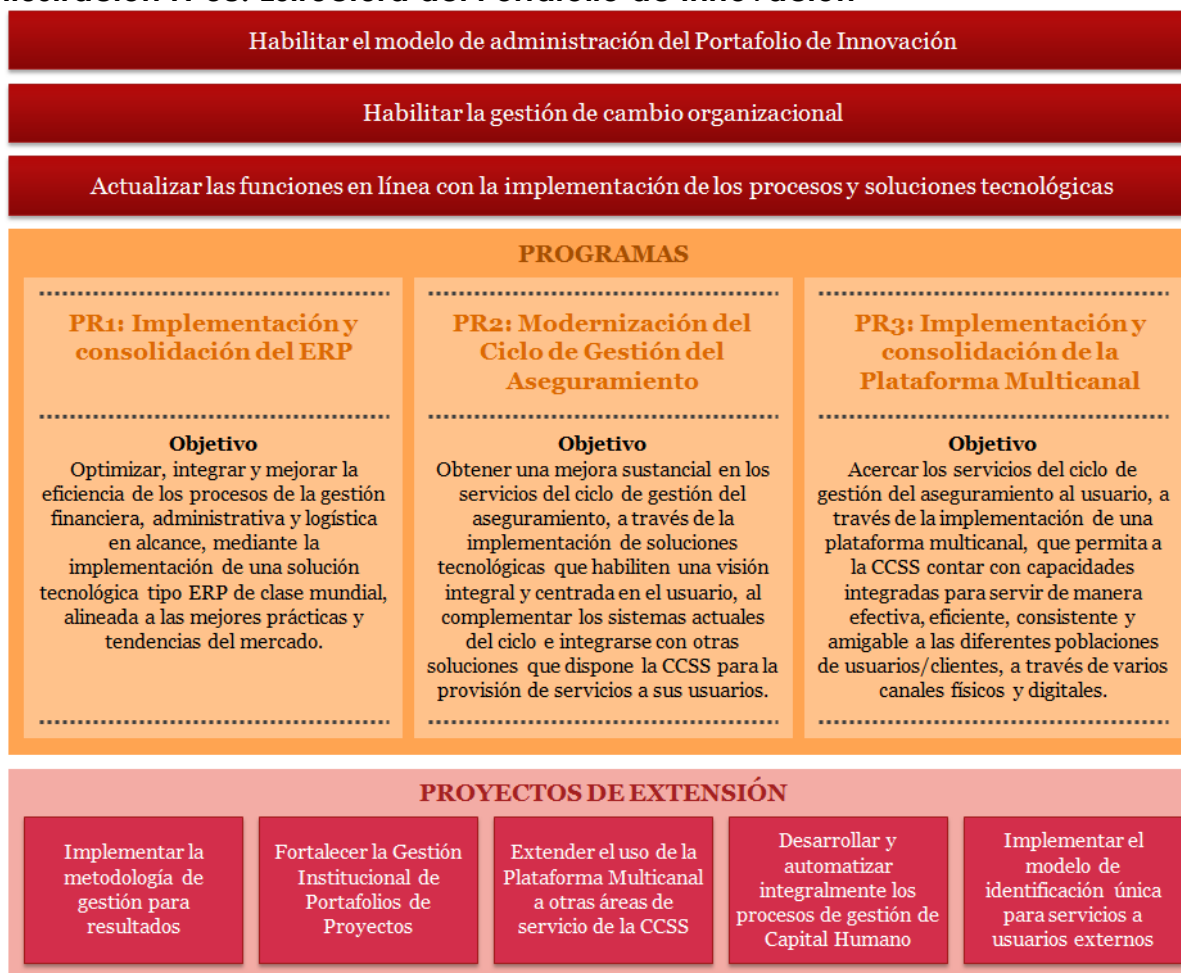 Habilitar el modelo de administración del Portafolio de Innovación
Habilitar la gestión de cambio organizacional
Actualizar las funciones en línea con la implementación de los procesos y soluciones tecnológicas
PROGRAMAS
PR1: Implementación y
consolidación del ERP
Objetivo
Optimizar, integrar y mejorar la
eficiencia de los procesos de la gestión
financiera, administrativa y logística
en alcance, mediante la
implementación de una solución
tecnológica tipo ERP de clase mundial,
alineada a las mejores prácticas y
tendencias del mercado.
PR2: Modernización del
Ciclo de Gestión del
Aseguramiento
Objetivo
Obtener una mejora sustancial en los
servicios del ciclo de gestión del
aseguramiento, a través de la
implementación de soluciones
tecnológicas que habiliten una visión
integral y centrada en el usuario, al
complementar los sistemas actuales
del ciclo e integrarse con otras
soluciones que dispone la CCSS para la
provisión de servicios a sus usuarios.
PR3: Implementación y
consolidación de la
Plataforma Multicanal
Objetivo
Acercar los servicios del ciclo de
gestión del aseguramiento al usuario, a
través de la implementación de una
plataforma multicanal, que permita a
la CCSS contar con capacidades
integradas para servir de manera
efectiva, eficiente, consistente y
amigable a las diferentes poblaciones
de usuarios/clientes, a través de varios
canales físicos y digitales.
PROYECTOS DE EXTENSIÓN
Implementar la
metodología de
gestión para
resultados
Fortalecer la Gestión
Institucional de
Portafolios de
Proyectos
Extender el uso de la
Plataforma Multicanal
a otras áreas de
servicio de la CCSS
Desarrollar y
automatizar
integralmente los
procesos de gestión de
Capital Humano
Implementar el
modelo de
identificación única
para servicios a
usuarios externos